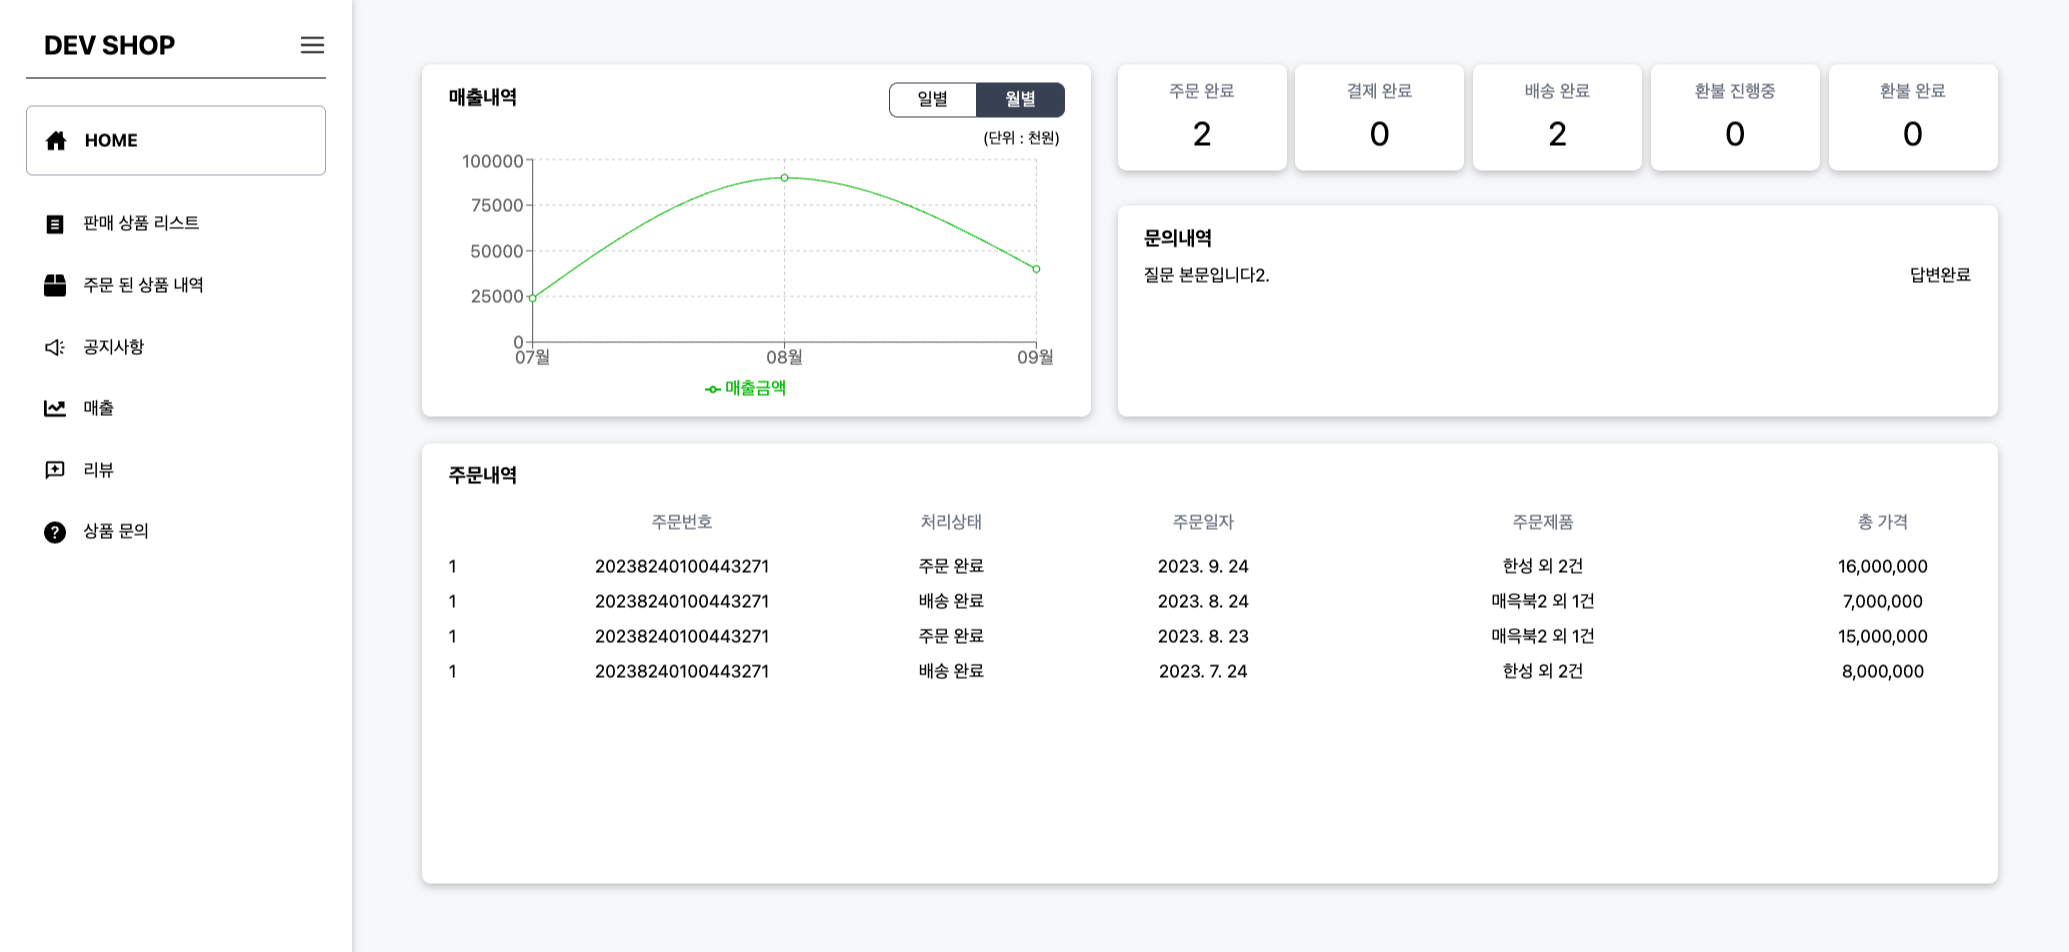 DEV SHOP
HOME
판매 상품 리스트
주문 된 상품 내역
공지사항
매출
리뷰
상품 문의
매출내역
일별 월별
(단위 : 천원)
100000
75000
50000
25000
0
07월 08월 09월
매출금액
주문 완료 결제 완료 배송 완료 환불 진행중 환불 완료
2 0 2 0 0
문의내역
질문 본문입니다2. 답변완료
주문내역
주문번호 처리상태 주문일자 주문제품 총 가격
1 20238240100443271 주문 완료 2023. 9. 24 한성 외 2건 16,000,000
1 20238240100443271 배송 완료 2023. 8. 24 매윽북2 외 1건 7,000,000
1 20238240100443271 주문 완료 2023. 8. 23 매윽북2 외 1건 15,000,000
1 20238240100443271 배송 완료 2023. 7. 24 한성 외 2건 8,000,000